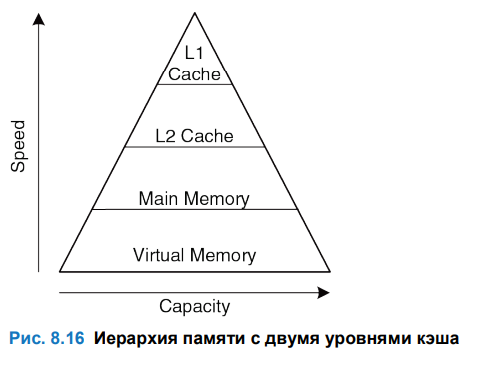 L1
Cache
L2 Cache
Main Memory
Virtual Memory
Speed
Capacity
Рис. 8.16 Иерархия памяти с двумя уровнями кэша